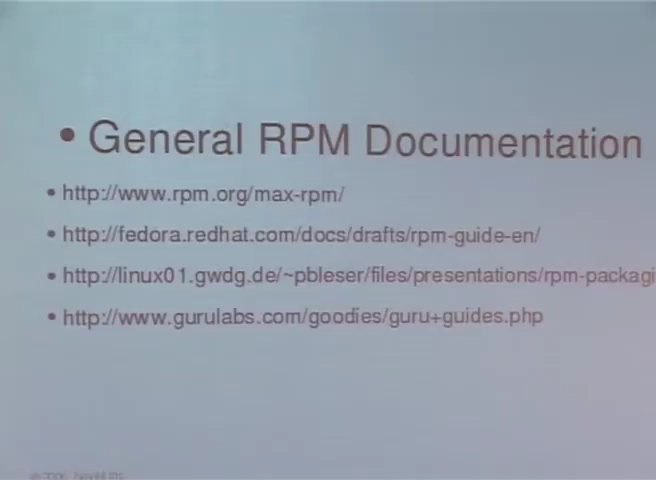 • General RPM Documentation
• http://www.rpm.org/max-rpm/
• http://fedora.redhat.com/docs/drafts/rpm-guide-en/
• http://linux01.gwdg.de/~pbleser/files/presentations/rpm-packagi
• http://www.gurulabs.com/goodies/guru+guides.php